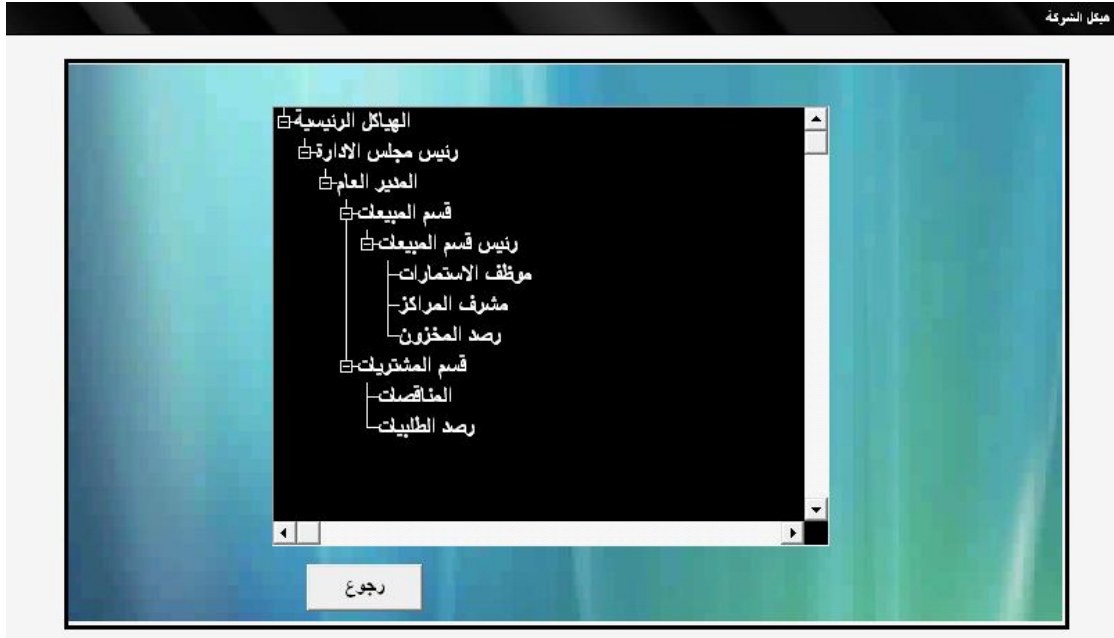 هيكل الشركة
الهياكل الرئيسية
رئيس مجلس الادارة
المدير العام
قسم المبيعات
رئيس قسم المبيعات
موظف الاستمارات
مشرف المراكز
رصد المخزون
قسم المشتريات
المناقصات
رصد الطلبيات
رجوع